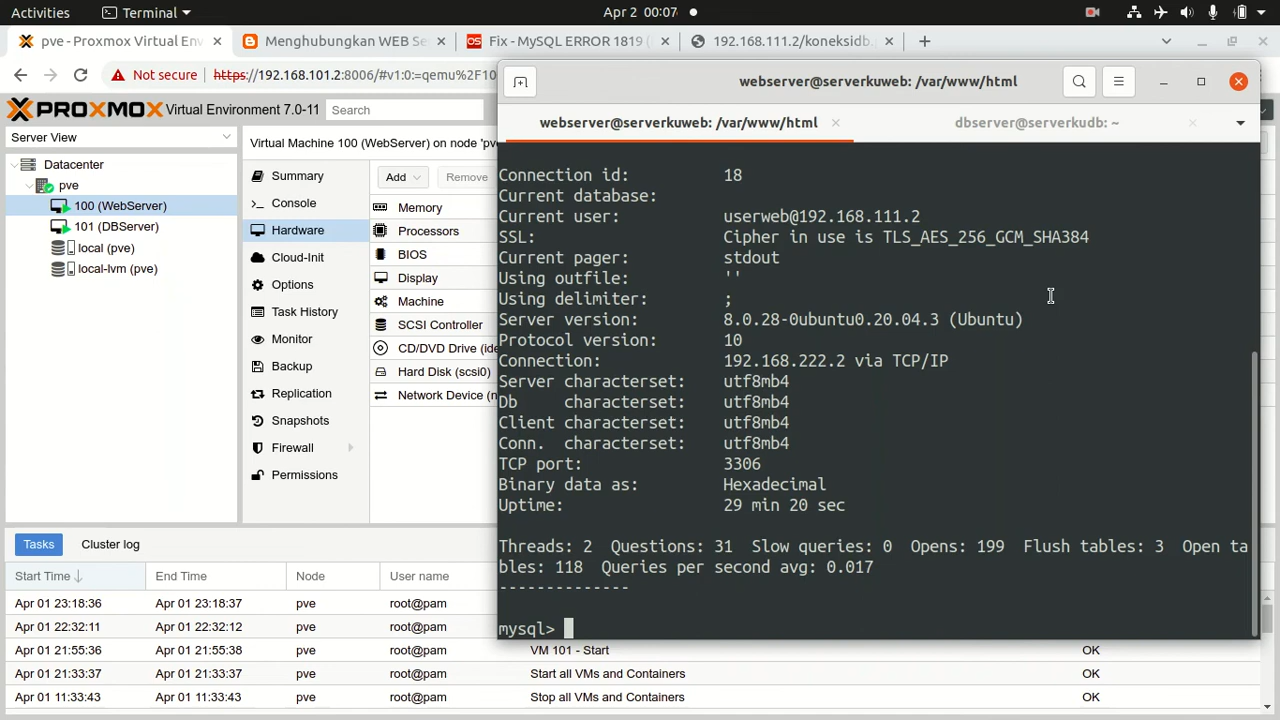 Activities
Terminal
Apr 2 00:07
pve - Proxmox Virtual Env
Menghubungkan WEB Se
Fix - MySQL ERROR 1819 (
192.168.111.2/koneksidb.p
Not secure
https://192.168.101.2:8006/#v1:0:=qemu%2F10
PROXMOX Virtual Environment 7.0-11
Search
Server View
Datacenter
pve
100 (WebServer)
101 (DBServer)
local (pve)
local-lvm (pve)
Virtual Machine 100 (WebServer) on node 'pve
Summary
Console
Hardware
Cloud-Init
Options
Task History
Monitor
Backup
Replication
Snapshots
Firewall
Permissions
Add
Remove
Memory
Processors
BIOS
Display
Machine
SCSI Controller
CD/DVD Drive (ide
Hard Disk (scsi0)
Network Device (n
webserver@serverkuweb: /var/www/html
webserver@serverkuweb: /var/www/html
dbserver@serverkudb: ~
Connection id: 18
Current database:
Current user: userweb@192.168.111.2
SSL: Cipher in use is TLS_AES_256_GCM_SHA384
Current pager: stdout
Using outfile: ''
Using delimiter: ;
Server version: 8.0.28-0ubuntu0.20.04.3 (Ubuntu)
Protocol version: 10
Connection: 192.168.222.2 via TCP/IP
Server characterset: utf8mb4
Db characterset: utf8mb4
Client characterset: utf8mb4
Conn. characterset: utf8mb4
TCP port: 3306
Binary data as: Hexadecimal
Uptime: 29 min 20 sec
Threads: 2 Questions: 31 Slow queries: 0 Opens: 199 Flush tables: 3 Open ta
bles: 118 Queries per second avg: 0.017
--------------
mysql>
Tasks
Cluster log
Start Time End Time Node User name
Apr 01 23:18:36 Apr 01 23:18:37 pve root@pam
Apr 01 22:32:11 Apr 01 22:32:12 pve root@pam
Apr 01 21:55:36 Apr 01 21:55:38 pve root@pam VM 101 - Start OK
Apr 01 21:33:37 Apr 01 21:33:37 pve root@pam Start all VMs and Containers OK
Apr 01 11:33:43 Apr 01 11:33:43 pve root@pam Stop all VMs and Containers OK